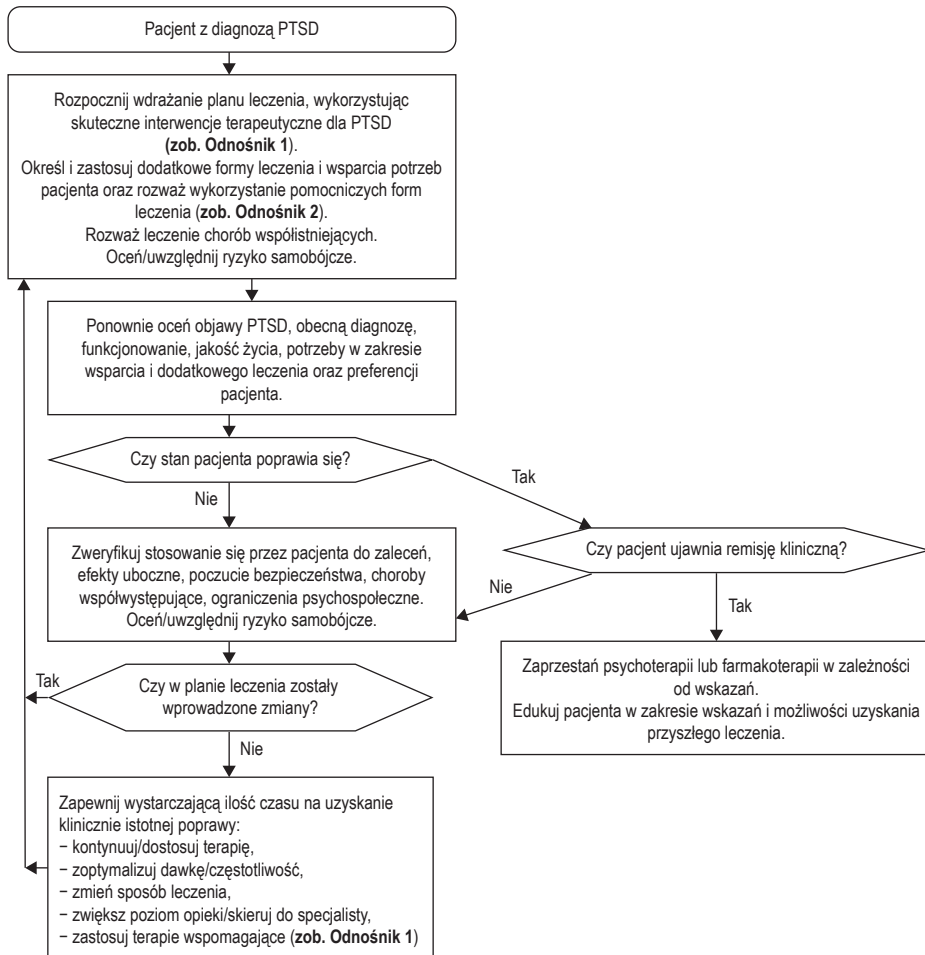 Pacjent z diagnozą PTSD
Rozpocznij wdrażanie planu leczenia, wykorzystując
skuteczne interwencje terapeutyczne dla PTSD
(zob. Odnośnik 1).
Określ i zastosuj dodatkowe formy leczenia i wsparcia potrzeb
pacjenta oraz rozważ wykorzystanie pomocniczych form
leczenia (zob. Odnośnik 2).
Rozważ leczenie chorób współistniejących.
Oceń/uwzględnij ryzyko samobójcze.
Ponownie oceń objawy PTSD, obecną diagnozę,
funkcjonowanie, jakość życia, potrzeby w zakresie
wsparcia i dodatkowego leczenia oraz preferencji
pacjenta.
Czy stan pacjenta poprawia się?
Tak
Nie
Czy pacjent ujawnia remisję kliniczną?
Nie
Tak
Zweryfikuj stosowanie się przez pacjenta do zaleceń,
efekty uboczne, poczucie bezpieczeństwa, choroby
współwystępujące, ograniczenia psychospołeczne.
Oceń/uwzględnij ryzyko samobójcze.
Zaprzestań psychoterapii lub farmakoterapii w zależności
od wskazań.
Edukuj pacjenta w zakresie wskazań i możliwości uzyskania
przyszłego leczenia.
Tak
Czy w planie leczenia zostały
wprowadzone zmiany?
Nie
Zapewnij wystarczającą ilość czasu na uzyskanie
klinicznie istotnej poprawy:
− kontynuuj/dostosuj terapię,
− zoptymalizuj dawkę/częstotliwość,
− zmień sposób leczenia,
− zwiększ poziom opieki/skieruj do specjalisty,
− zastosuj terapie wspomagające (zob. Odnośnik 1)